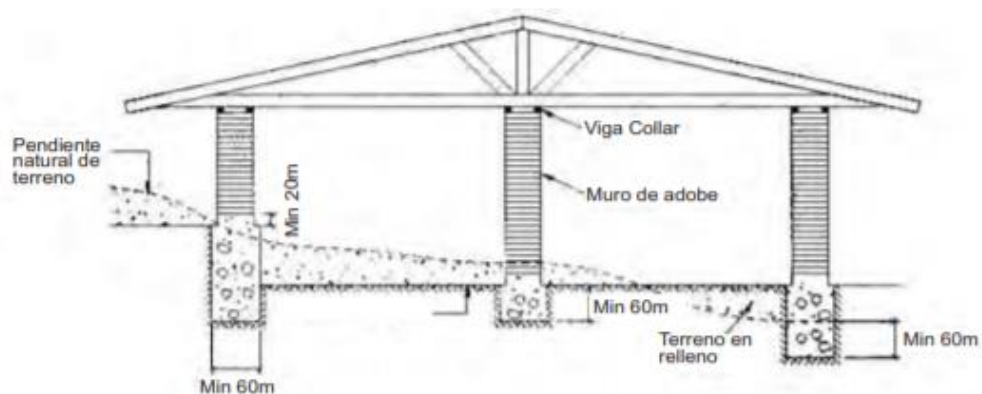 Viga Collar
Pendiente
natural de
terreno
Min 20m
Muro de adobe
Min 60m
Terreno en
relleno
Min 60m
Min 60m